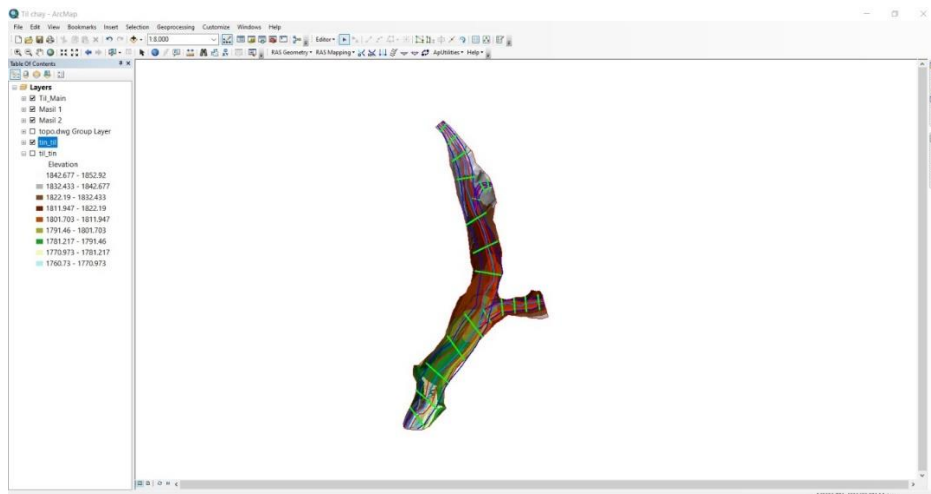 Til chay - ArcMap
File Edit View Bookmarks Insert Selection Geoprocessing Customize Windows Help
1:8.000 Editor
RAS Geometry RAS Mapping ApUtilities Help
Table Of Contents
Layers
Til_Main
Masil 1
Masil 2
topo.dwg Group Layer
tin_til
til_tin
Elevation
1842.677 - 1852.92
1832.433 - 1842.677
1822.19 - 1832.433
1811.947 - 1822.19
1801.703 - 1811.947
1791.46 - 1801.703
1781.217 - 1791.46
1770.973 - 1781.217
1760.73 - 1770.973